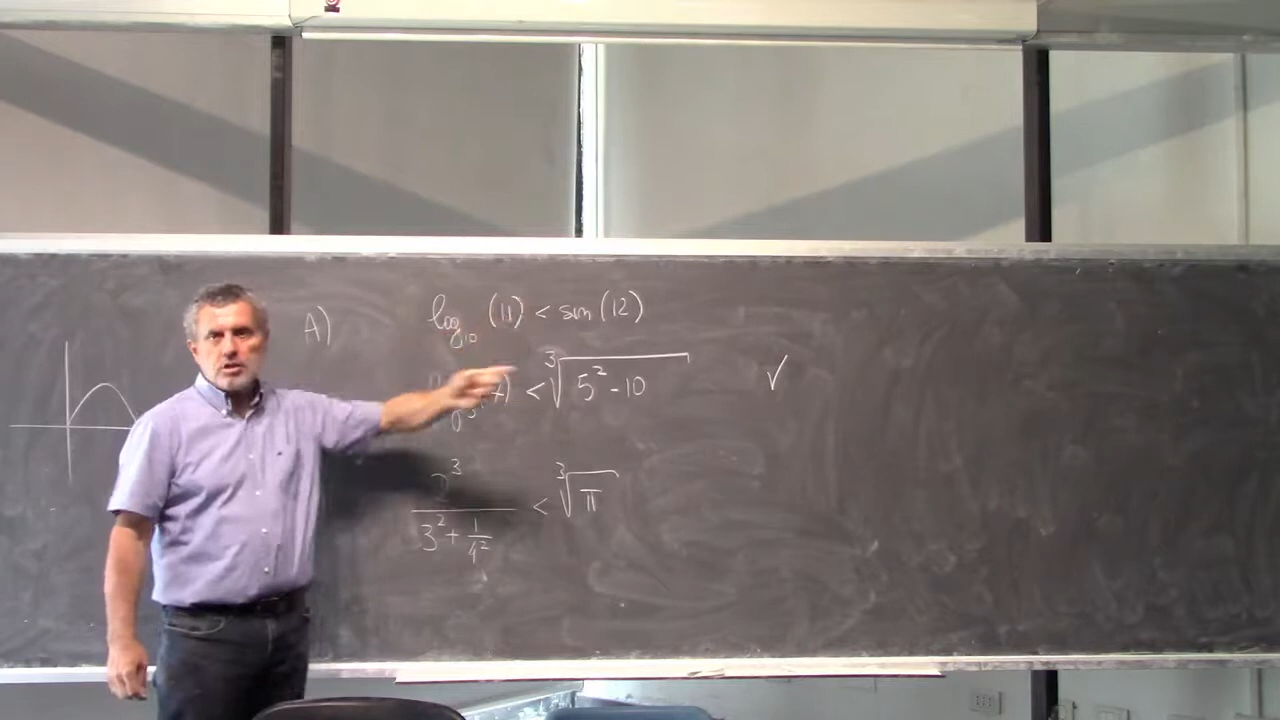 A) log₁₀ (11) < sin (12)
< ∛(5² - 10) ✓
2³ / (3² + 1/4²) < ∛π